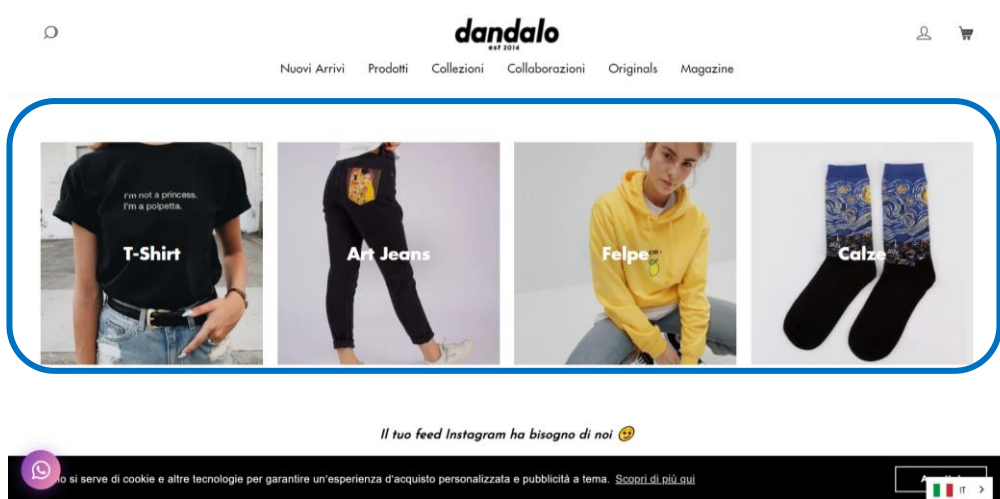 dandalo
est 2014
Nuovi Arrivi Prodotti Collezioni Collaborazioni Originals Magazine
I'm not a princess.
I'm a polpetta.
T-Shirt Art Jeans Felpe Calze
Il tuo feed Instagram ha bisogno di noi
si serve di cookie e altre tecnologie per garantire un'esperienza d'acquisto personalizzata e pubblicità a tema. Scopri di più qui
IT